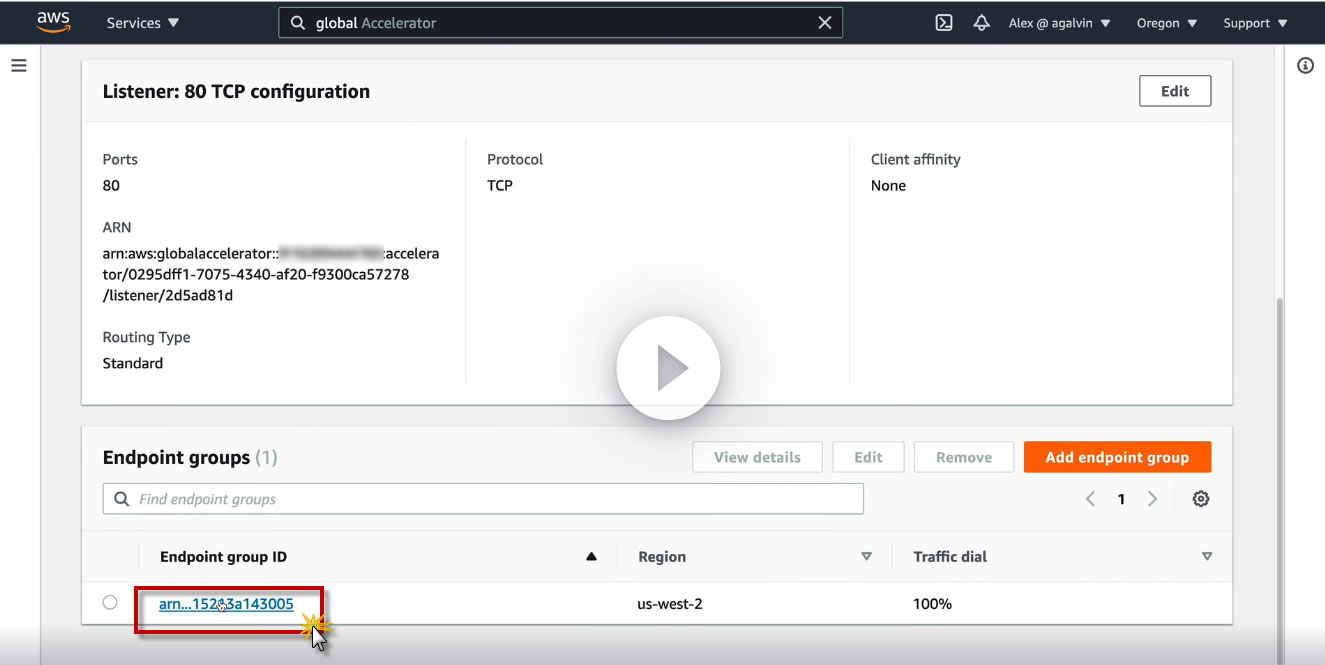 aws Services ▼ global Accelerator Alex @ agalvin ▼ Oregon ▼ Support ▼
Listener: 80 TCP configuration Edit
Ports Protocol Client affinity
80 TCP None
ARN
arn:aws:globalaccelerator:: :accelera
tor/0295dff1-7075-4340-af20-f9300ca57278
/listener/2d5ad81d
Routing Type
Standard
Endpoint groups (1) View details Edit Remove Add endpoint group
Find endpoint groups 1
Endpoint group ID Region Traffic dial
arn...15213a143005 us-west-2 100%